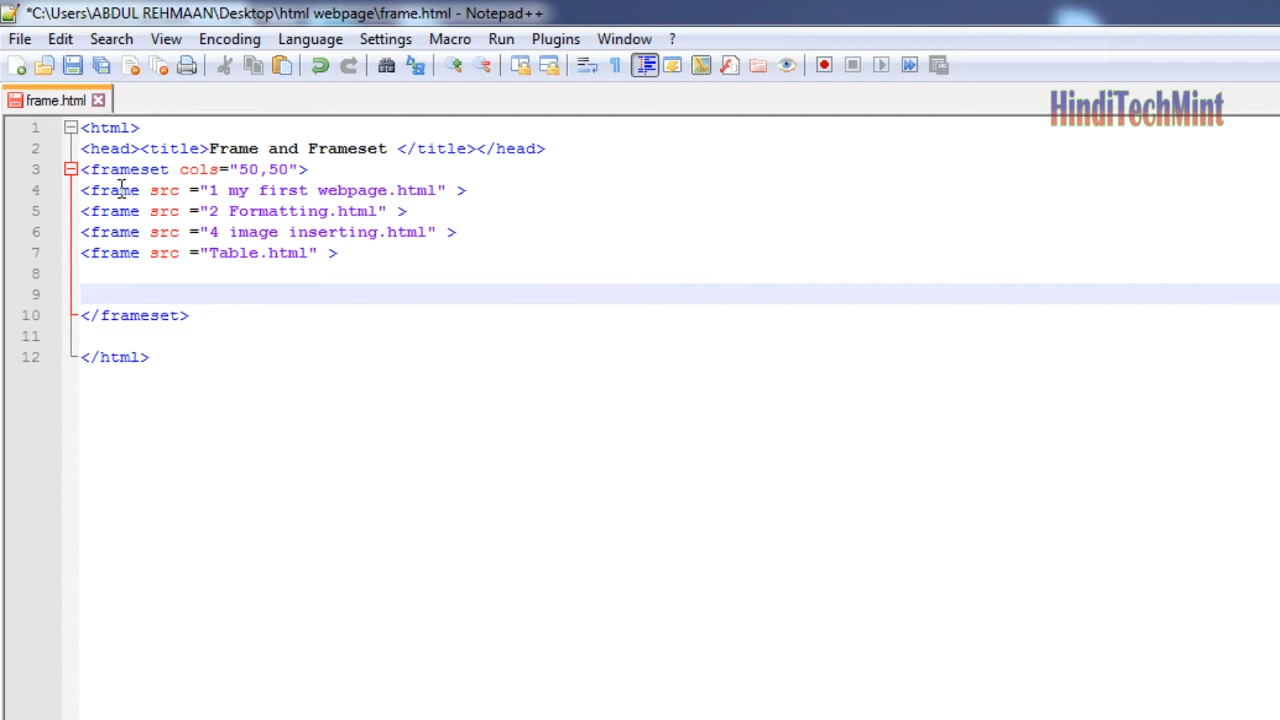 *C:\Users\ABDUL REHMAAN\Desktop\html webpage\frame.html - Notepad++
File Edit Search View Encoding Language Settings Macro Run Plugins Window ?
frame.html
HindiTechMint
1 <html>
2 <head><title>Frame and Frameset </title></head>
3 <frameset cols="50,50">
4 <frame src ="1 my first webpage.html" >
5 <frame src ="2 Formatting.html" >
6 <frame src ="4 image inserting.html" >
7 <frame src ="Table.html" >
8
9
10 </frameset>
11
12 </html>